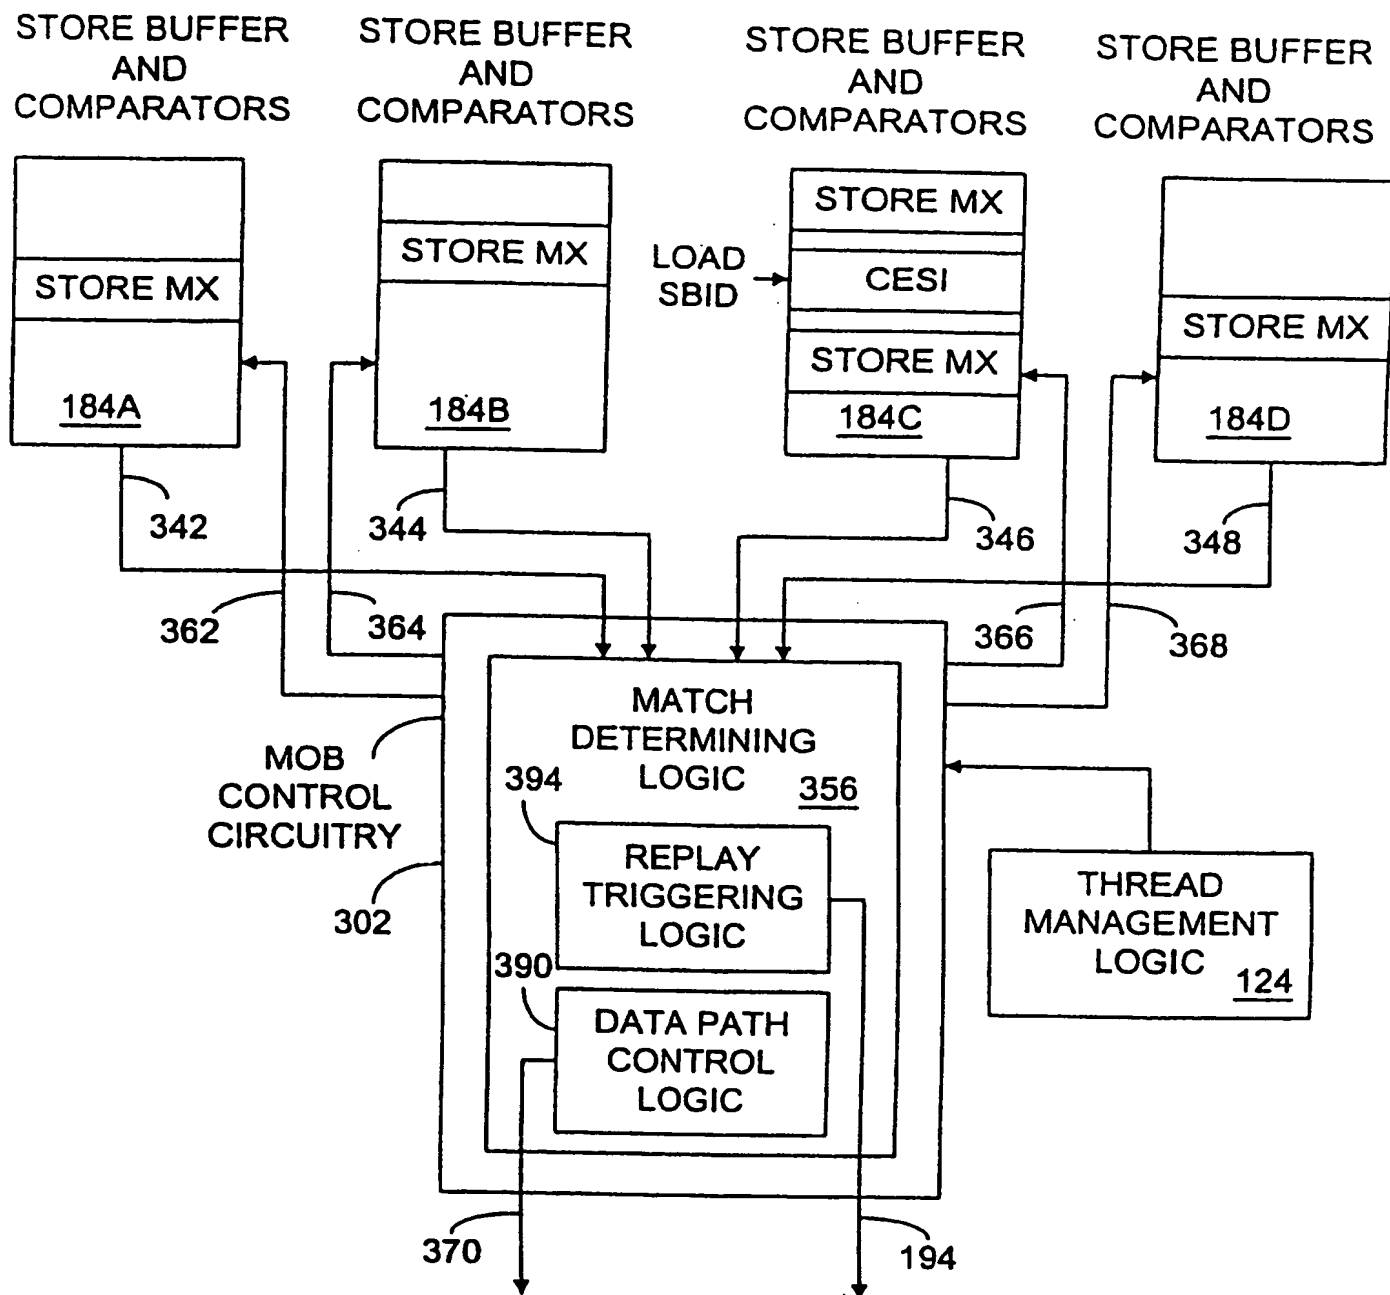 STORE BUFFER
AND
COMPARATORS
STORE BUFFER
AND
COMPARATORS
STORE BUFFER
AND
COMPARATORS
STORE BUFFER
AND
COMPARATORS
STORE MX
184A
STORE MX
184B
LOAD
SBID
STORE MX
CESI
STORE MX
184C
STORE MX
184D
342
344
346
348
362
364
366
368
MOB
CONTROL
CIRCUITRY
302
MATCH
DETERMINING
LOGIC
356
394
REPLAY
TRIGGERING
LOGIC
390
DATA PATH
CONTROL
LOGIC
THREAD
MANAGEMENT
LOGIC
124
370
194